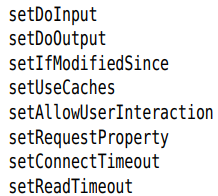 setDoInput
setDoOutput
setIfModifiedSince
setUseCaches
setAllowUserInteraction
setRequestProperty
setConnectTimeout
setReadTimeout